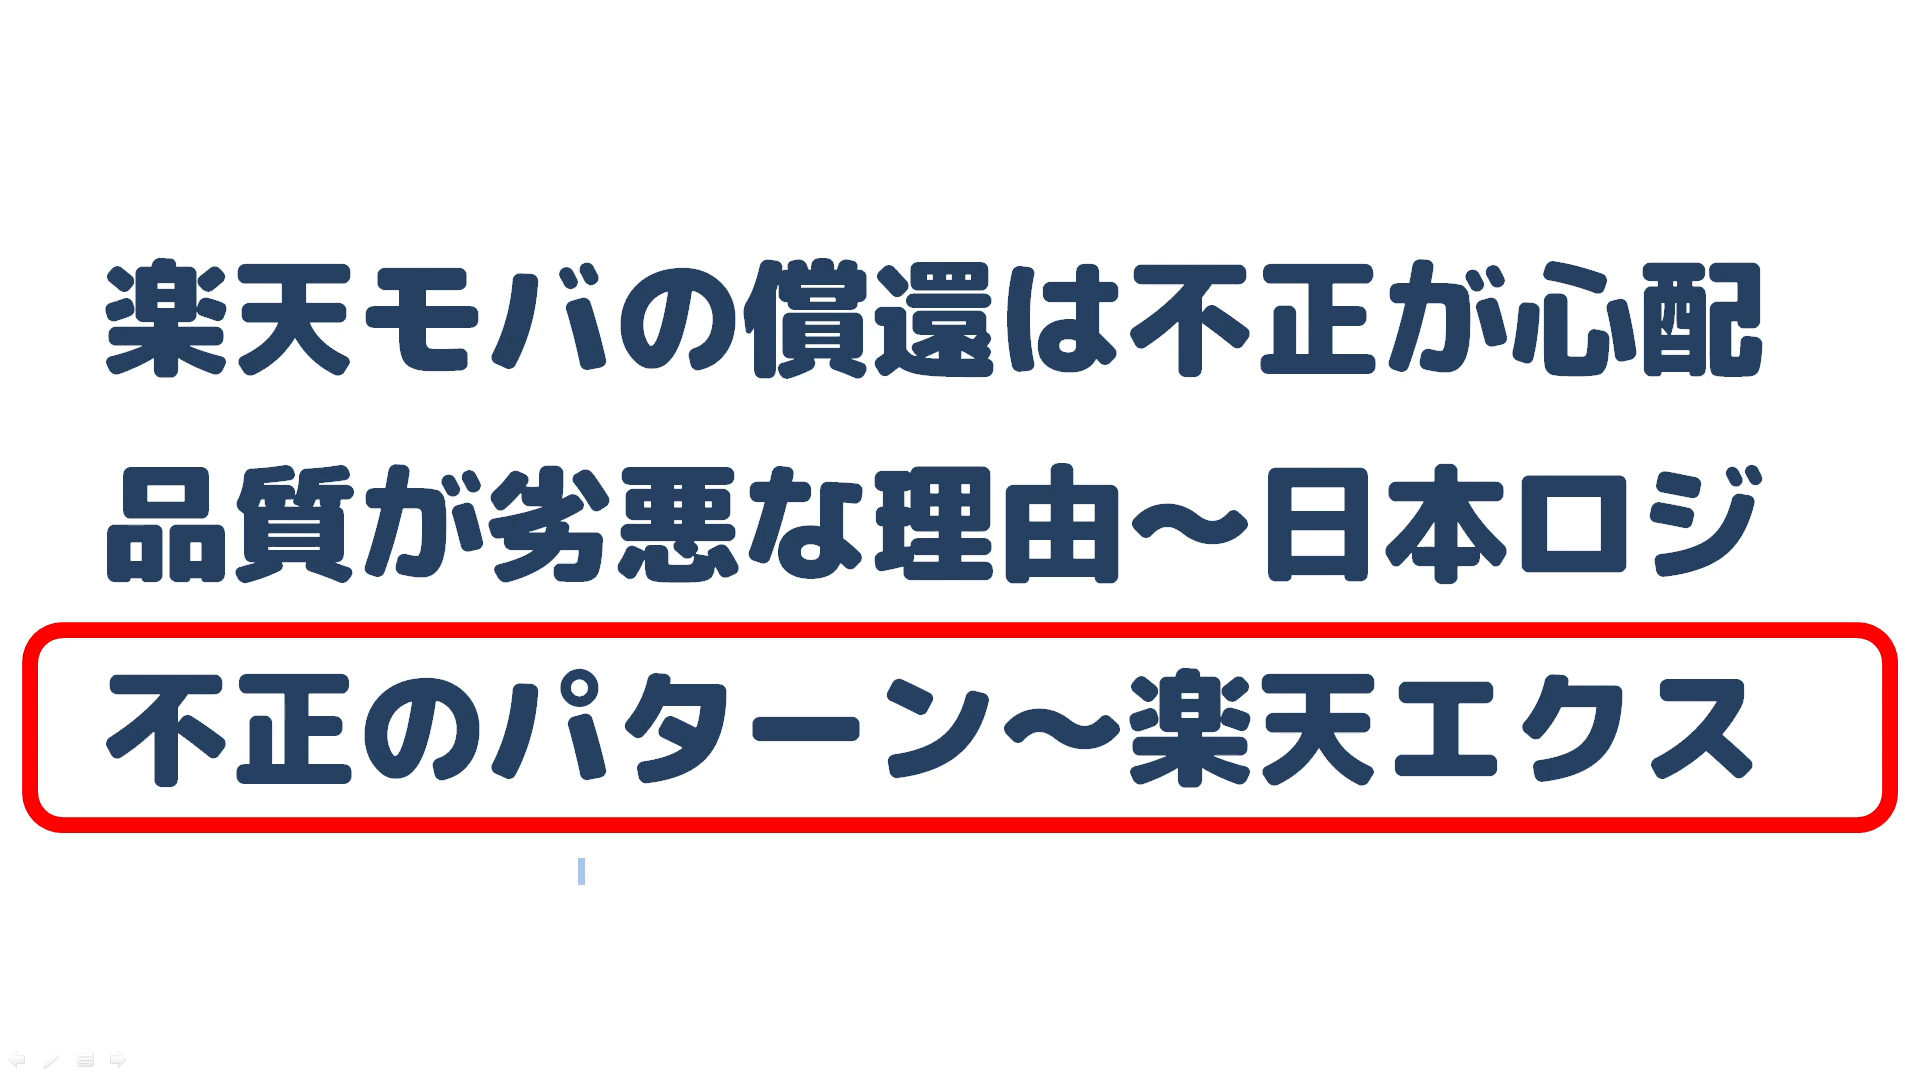 楽天モバの償還は不正が心配
品質が劣悪な理由～日本ロジ
不正のパターン～楽天エクス